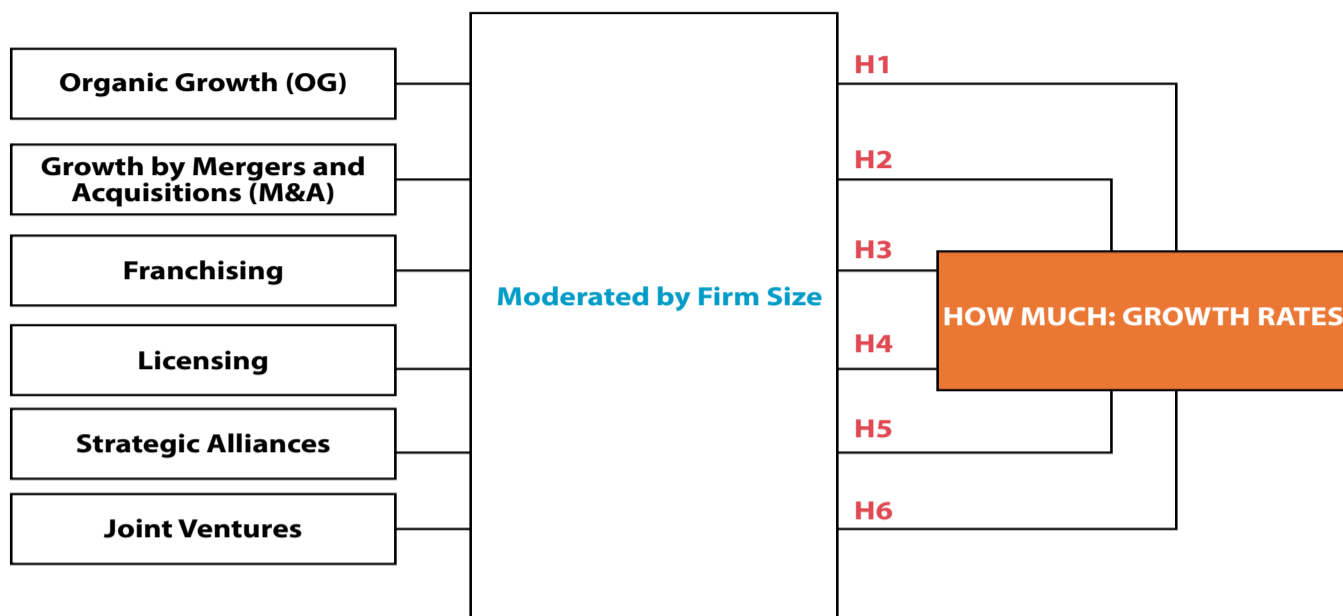 Organic Growth (OG)
Growth by Mergers and
Acquisitions (M&A)
Franchising
Licensing
Strategic Alliances
Joint Ventures
Moderated by Firm Size
H1
H2
H3
H4
H5
H6
HOW MUCH: GROWTH RATES